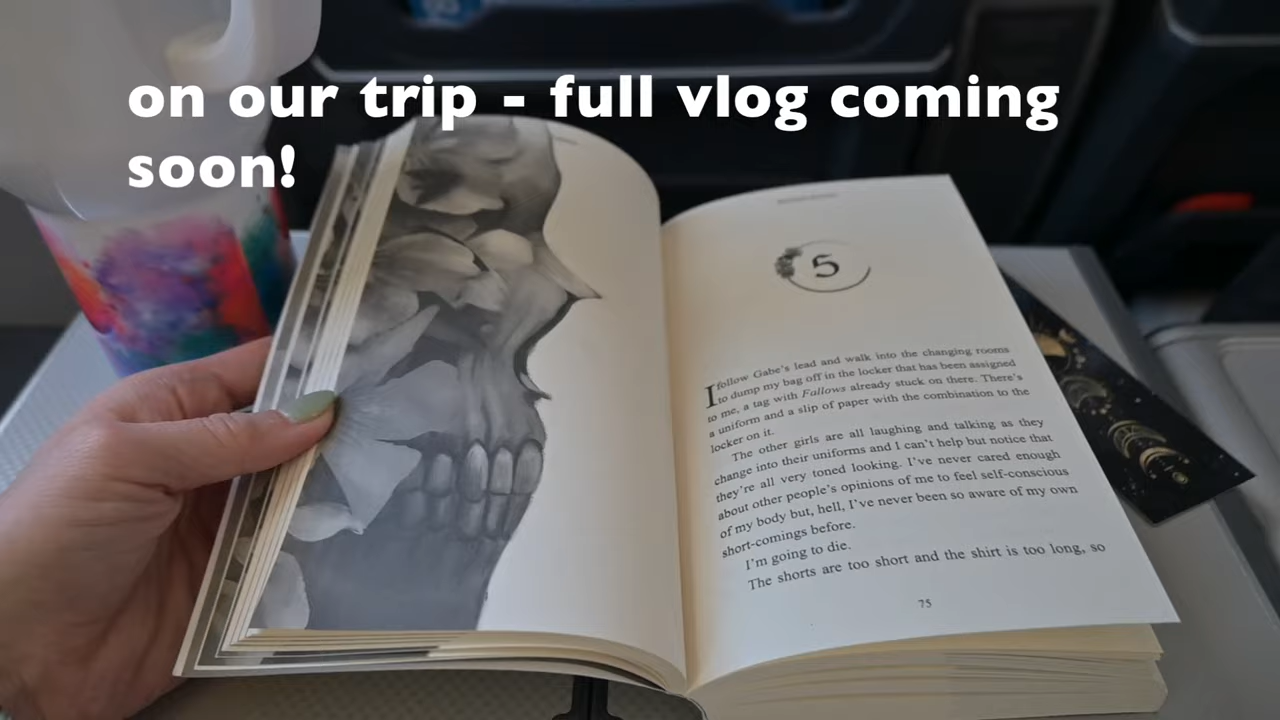 on our trip - full vlog coming
soon!
5
I follow Gabe's lead and walk into the changing rooms
to dump my bag off in the locker that has been assigned
to me, a tag with Fallows already stuck on there. There's
a uniform and a slip of paper with the combination to the
locker on it.
The other girls are all laughing and talking as they
change into their uniforms and I can't help but notice that
they're all very toned looking. I've never cared enough
about other people's opinions of me to feel self-conscious
of my body but, hell, I've never been so aware of my own
short-comings before.
I'm going to die.
The shorts are too short and the shirt is too long, so
75